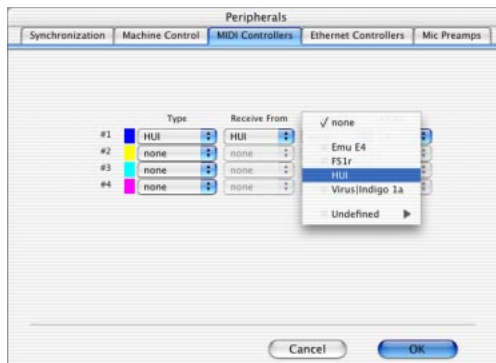 Peripherals
Synchronization Machine Control MIDI Controllers Ethernet Controllers Mic Preamps
Type Receive From
#1 HUI HUI
#2 none none
#3 none none
#4 none none
✓ none
Emu E4
FS1r
HUI
Virus|Indigo 1a
Undefined
Cancel OK